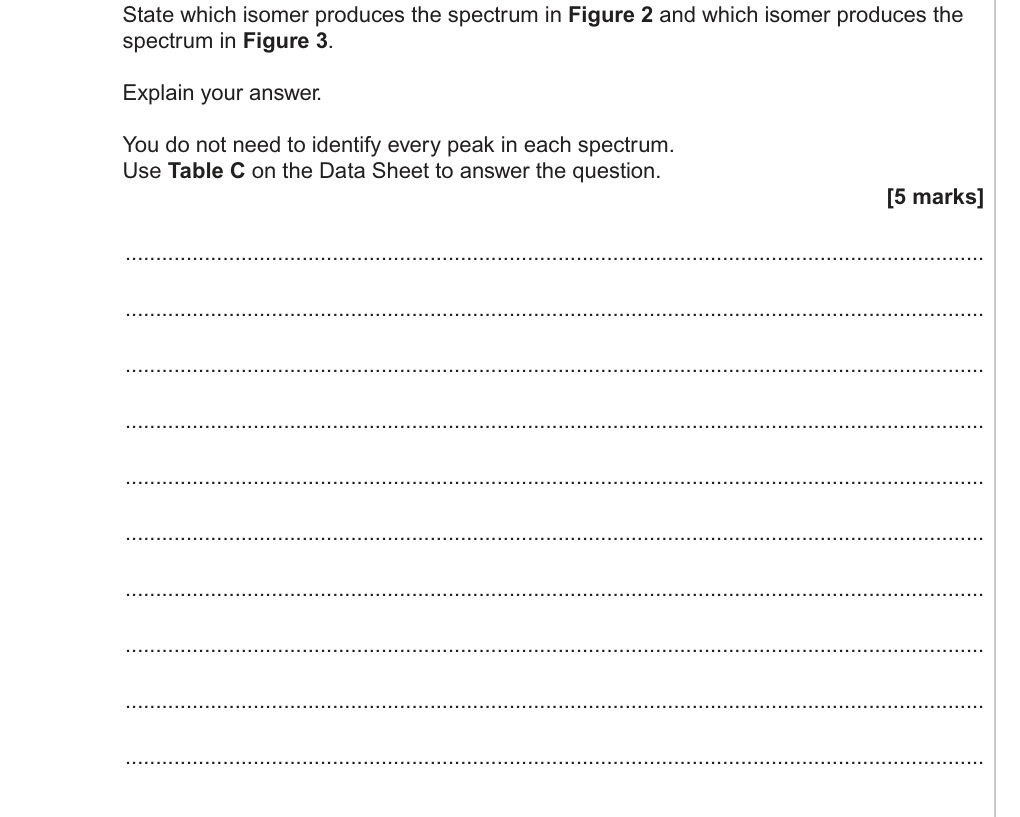 State which isomer produces the spectrum in Figure 2 and which isomer produces the
spectrum in Figure 3.
Explain your answer.
You do not need to identify every peak in each spectrum.
Use Table C on the Data Sheet to answer the question.
[5 marks]